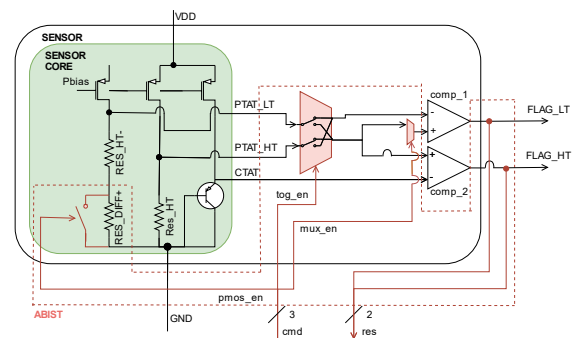 VDD
SENSOR
SENSOR
CORE
Pbias
comp_1
PTAT_LT
FLAG_LT
-
+
RES_HT-
PTAT_HT
FLAG_HT
+
CTAT
-
comp_2
RES_DIFF+
Res_HT
tog_en
mux_en
pmos_en
ABIST
GND
3
2
cmd
res